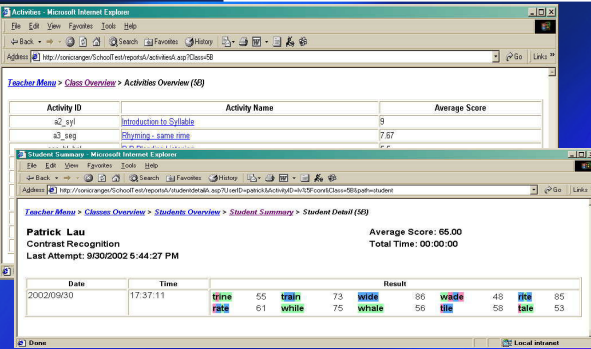 Activities - Microsoft Internet Explorer
File Edit View Favorites Tools Help
Back Search Favorites History
Address http://sonicranger/SchoolTest/reportsA/activitiesA.asp?Class=5B Go Links »
Teacher Menu > Class Overview > Activities Overview (5B)
Activity ID Activity Name Average Score
a2_syl Introduction to Syllable 9
a3_seg Rhyming - same rime 7.67
Student Summary - Microsoft Internet Explorer
File Edit View Favorites Tools Help
Back Search Favorites History
Address Go Links
Teacher Menu > Classes Overview > Students Overview > Student Summary > Student Detail (5B)
Patrick Lau Average Score: 65.00
Contrast Recognition Total Time: 00:00:00
Last Attempt: 9/30/2002 5:44:27 PM
Date Time Result
2002/09/30 17:37:11 trine 55 train 73 wide 86 wade 48 rite 85
rate 61 while 75 whale 56 tile 58 tale 53
Done Local intranet